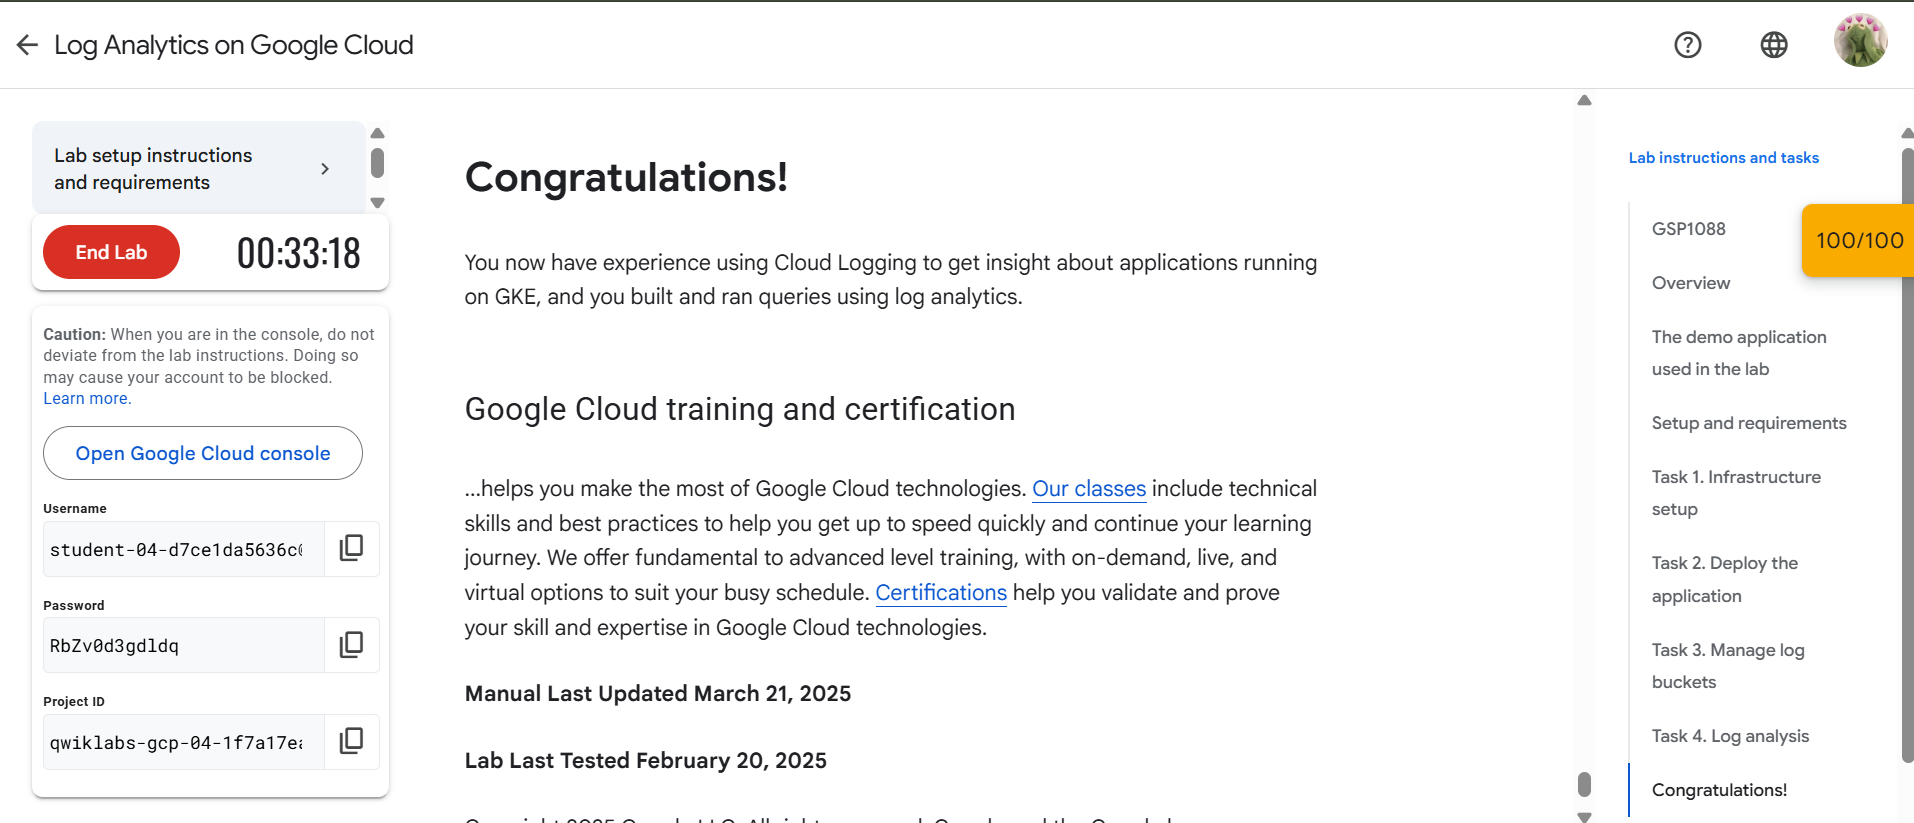 Log Analytics on Google Cloud
Lab setup instructions
and requirements
End Lab
00:33:18
Caution: When you are in the console, do not
deviate from the lab instructions. Doing so
may cause your account to be blocked.
Learn more.
Open Google Cloud console
Username
student-04-d7ce1da5636c
Password
RbZv0d3gdldq
Project ID
qwiklabs-gcp-04-1f7a17e
Congratulations!
You now have experience using Cloud Logging to get insight about applications running
on GKE, and you built and ran queries using log analytics.
Google Cloud training and certification
...helps you make the most of Google Cloud technologies. Our classes include technical
skills and best practices to help you get up to speed quickly and continue your learning
journey. We offer fundamental to advanced level training, with on-demand, live, and
virtual options to suit your busy schedule. Certifications help you validate and prove
your skill and expertise in Google Cloud technologies.
Manual Last Updated March 21, 2025
Lab Last Tested February 20, 2025
Lab instructions and tasks
GSP1088
100/100
Overview
The demo application
used in the lab
Setup and requirements
Task 1. Infrastructure
setup
Task 2. Deploy the
application
Task 3. Manage log
buckets
Task 4. Log analysis
Congratulations!